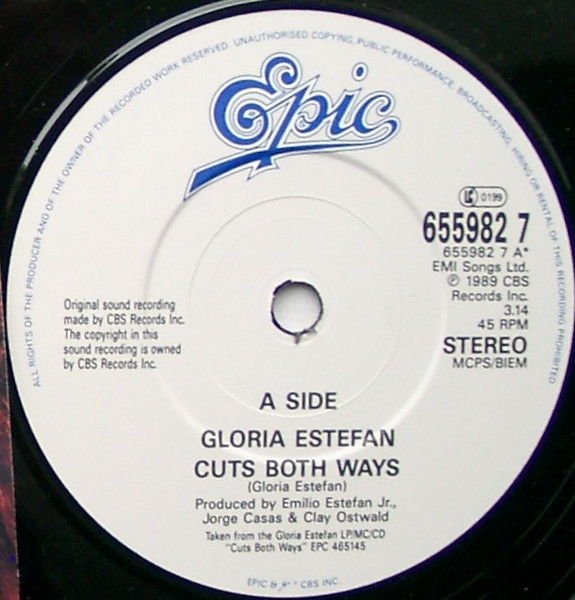 ALL RIGHTS OF THE PRODUCER AND OF THE OWNER OF THE RECORDED WORK RESERVED UNAUTHORISED COPYING, PUBLIC PERFORMANCE, BROADCASTING, HIRING OR RENTAL OF THIS RECORDING PROHIBITED
Epic
LC 0199
655982 7
655982 7 A*
EMI Songs Ltd.
℗ 1989 CBS
Records Inc.
3.14
45 RPM
STEREO
MCPS/BIEM
Original sound recording
made by CBS Records Inc.
The copyright in this
sound recording is owned
by CBS Records Inc.
A SIDE
GLORIA ESTEFAN
CUTS BOTH WAYS
(Gloria Estefan)
Produced by Emilio Estefan Jr.,
Jorge Casas & Clay Ostwald
Taken from the Gloria Estefan LP/MC/CD
"Cuts Both Ways" EPC 465145
EPIC & CBS INC.